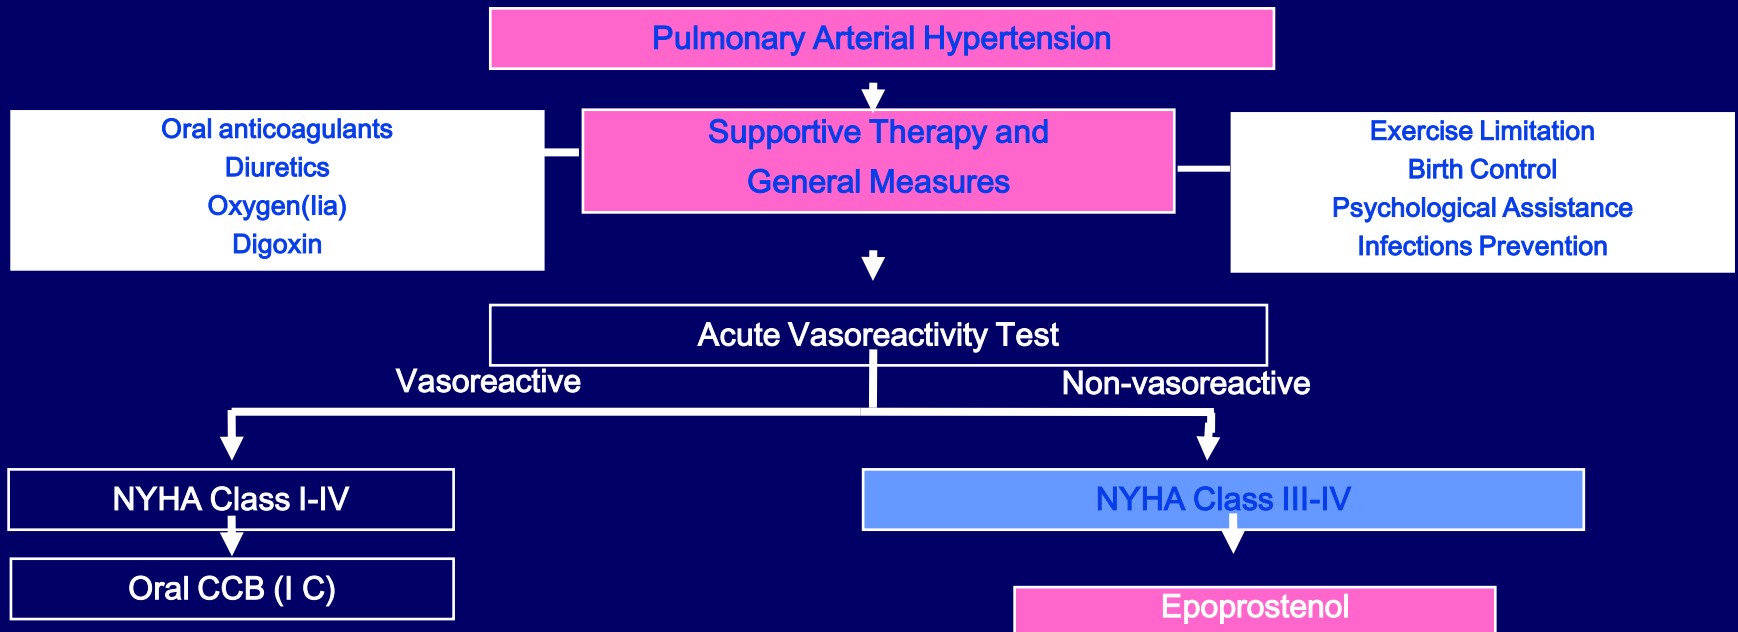 Pulmonary Arterial Hypertension
Oral anticoagulants
Diuretics
Oxygen(Iia)
Digoxin
Supportive Therapy and
General Measures
Exercise Limitation
Birth Control
Psychological Assistance
Infections Prevention
Acute Vasoreactivity Test
Vasoreactive
Non-vasoreactive
NYHA Class I-IV
NYHA Class III-IV
Oral CCB (I C)
Epoprostenol